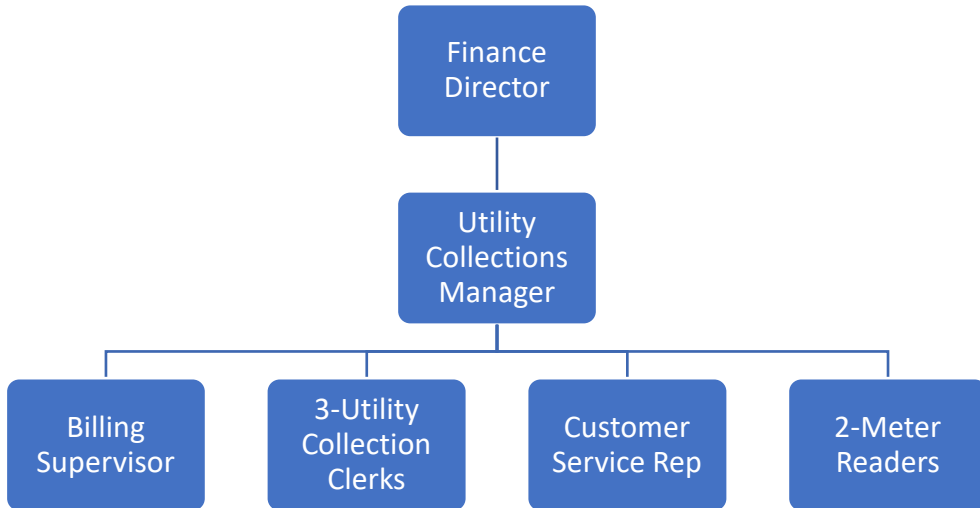 Finance
Director
Utility
Collections
Manager
Billing
Supervisor
3-Utility
Collection
Clerks
Customer
Service Rep
2-Meter
Readers